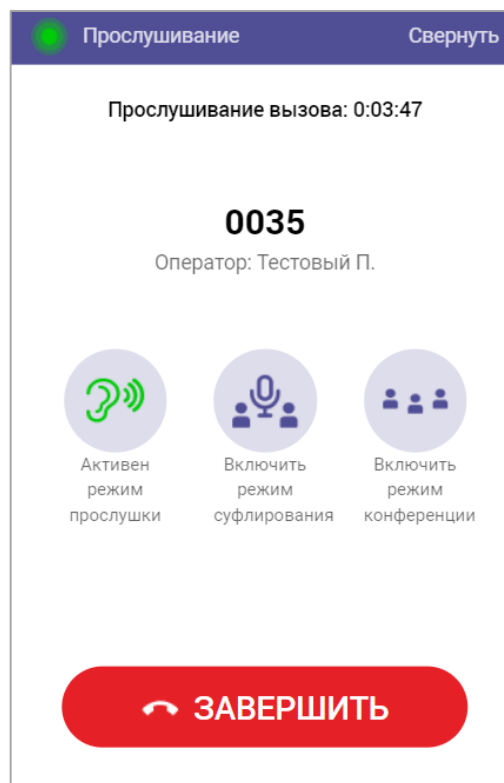 Прослушивание Свернуть
Прослушивание вызова: 0:03:47
0035
Оператор: Тестовый П.
Активен
режим
прослушки
Включить
режим
суфлирования
Включить
режим
конференции
ЗАВЕРШИТЬ